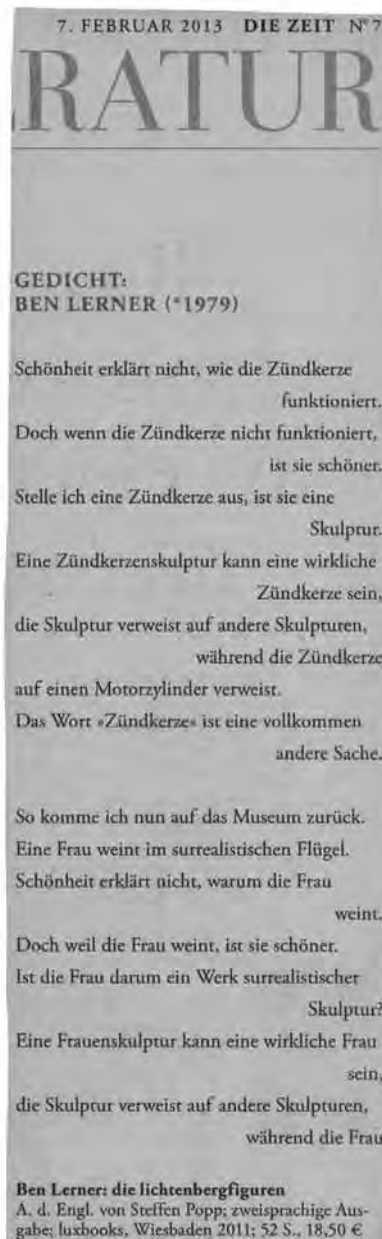 7. FEBRUAR 2013 DIE ZEIT N° 7
RATUR
GEDICHT:
BEN LERNER (*1979)
Schönheit erklärt nicht, wie die Zündkerze
funktioniert.
Doch wenn die Zündkerze nicht funktioniert,
ist sie schöner.
Stelle ich eine Zündkerze aus, ist sie eine
Skulptur.
Eine Zündkerzenskulptur kann eine wirkliche
Zündkerze sein,
die Skulptur verweist auf andere Skulpturen,
während die Zündkerze
auf einen Motorzylinder verweist.
Das Wort »Zündkerze« ist eine vollkommen
andere Sache.
So komme ich nun auf das Museum zurück.
Eine Frau weint im surrealistischen Flügel.
Schönheit erklärt nicht, warum die Frau
weint.
Doch weil die Frau weint, ist sie schöner.
Ist die Frau darum ein Werk surrealistischer
Skulptur?
Eine Frauenskulptur kann eine wirkliche Frau
sein,
die Skulptur verweist auf andere Skulpturen,
während die Frau
Ben Lerner: die lichtenbergfiguren
A. d. Engl. von Steffen Popp; zweisprachige Aus-
gabe; luxbooks, Wiesbaden 2011; 52 S., 18,50 €